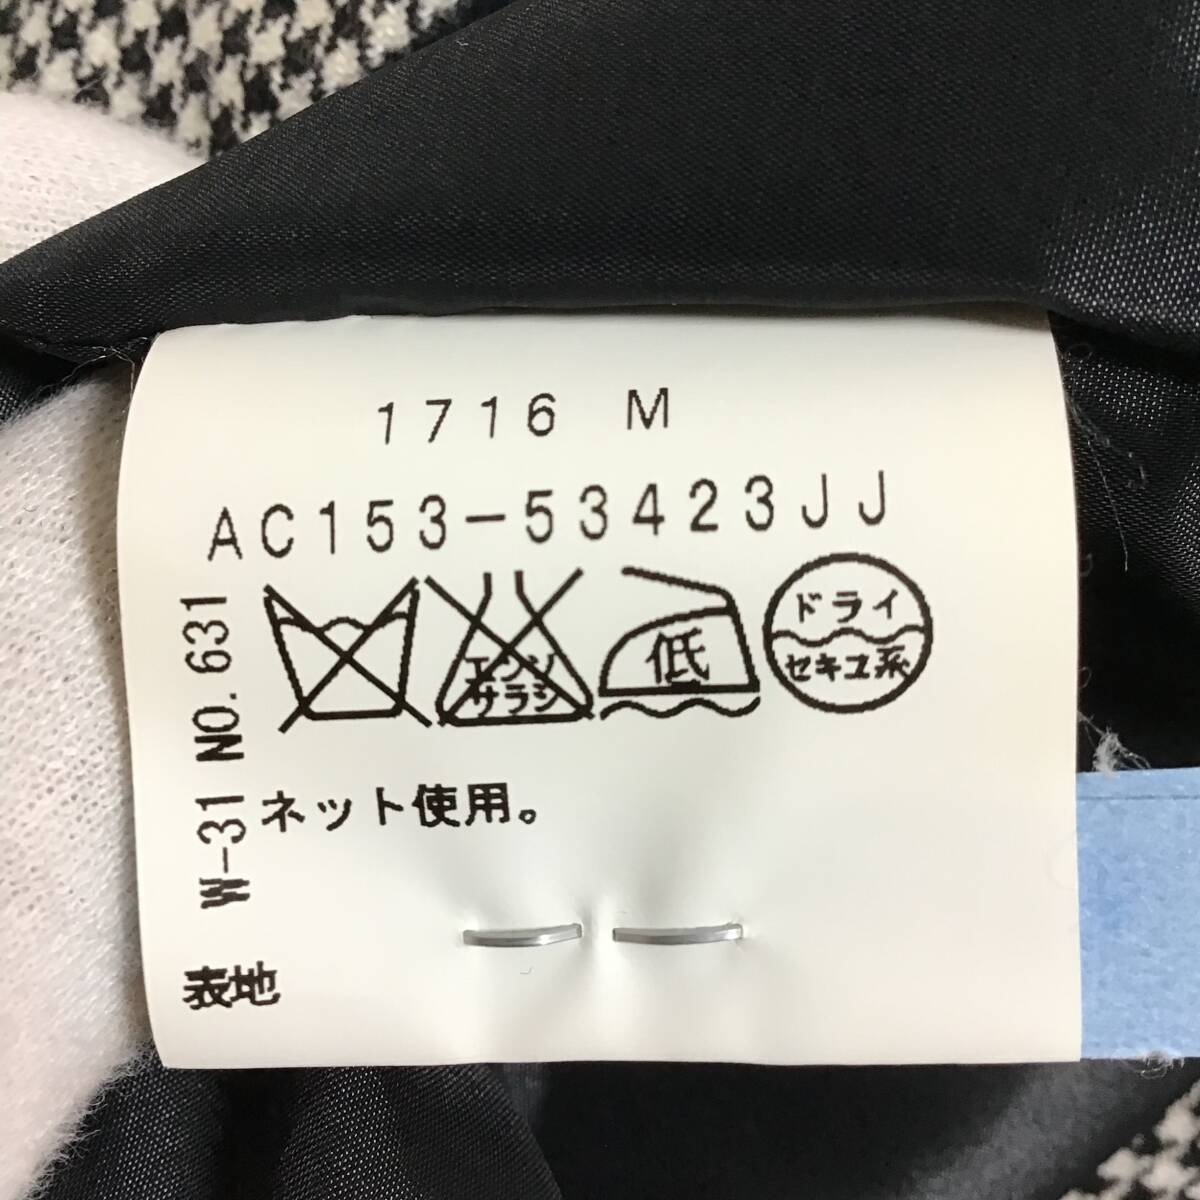 1716 M
AC153-53423JJ
エンソ
サラシ
低
ドライ
セキユ系
ネット使用。
表地 W-31 NO.631